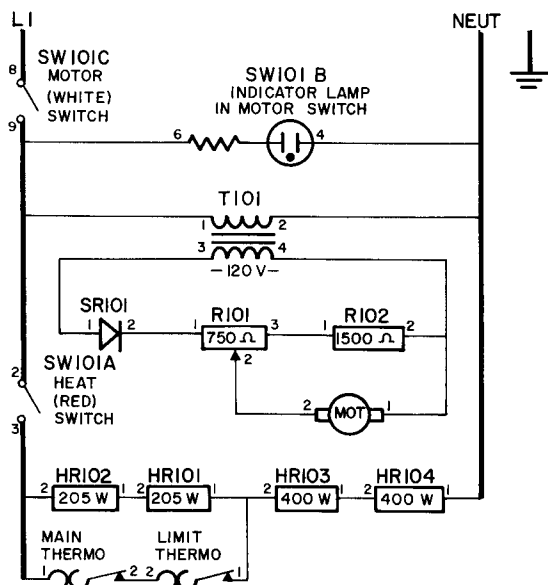 L1 NEUT
SW101C
MOTOR
(WHITE)
SWITCH
8
9
SW101 B
INDICATOR LAMP
IN MOTOR SWITCH
6 4
T101
1 2
3 4
-120V-
SR101
1 2
R101
1 750 Ω 3
2
R102
1 1500 Ω 2
2 MOT 1
SW101A
HEAT
(RED)
SWITCH
2
3
HR102 HR101 HR103 HR104
2 205 W 1 2 205 W 1 2 400 W 1 2 400 W 1
MAIN
THERMO
LIMIT
THERMO
1 2 2 1